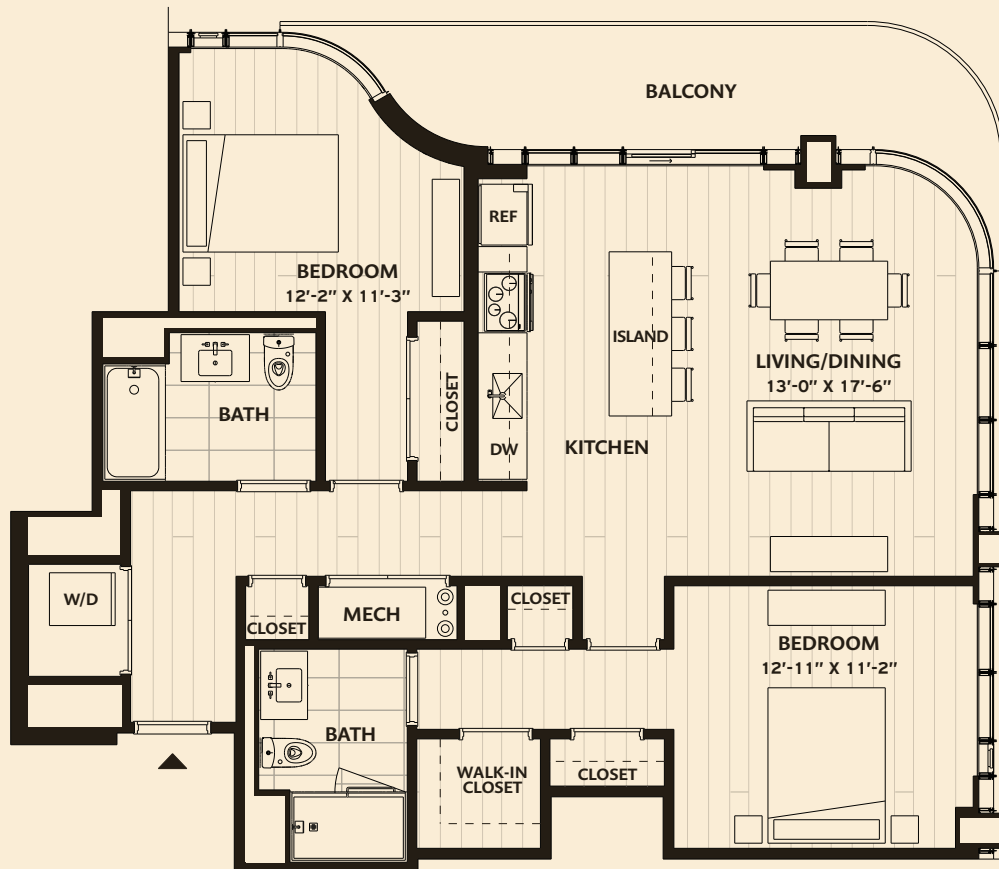 BALCONY
REF
BEDROOM
12'-2" X 11'-3"
ISLAND
LIVING/DINING
13'-0" X 17'-6"
BATH
CLOSET
KITCHEN
DW
W/D
CLOSET
MECH
CLOSET
BEDROOM
12'-11" X 11'-2"
BATH
WALK-IN
CLOSET
CLOSET